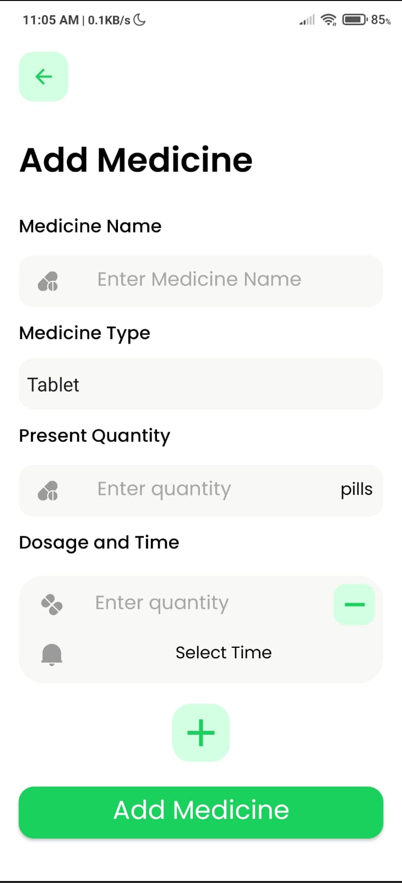 11:05 AM | 0.1KB/s 85%
Add Medicine
Medicine Name
Enter Medicine Name
Medicine Type
Tablet
Present Quantity
Enter quantity pills
Dosage and Time
Enter quantity
Select Time
Add Medicine